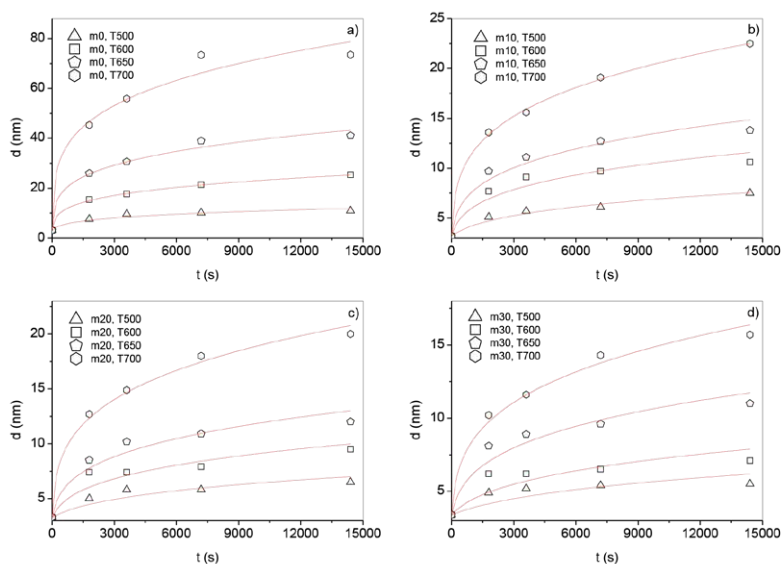 a)
m0, T500
m0, T600
m0, T650
m0, T700
80
60
40
20
0
d (nm)
0 3000 6000 9000 12000 15000
t (s)
b)
m10, T500
m10, T600
m10, T650
m10, T700
25
20
15
10
5
d (nm)
0 3000 6000 9000 12000 15000
t (s)
c)
m20, T500
m20, T600
m20, T650
m20, T700
20
15
10
5
d (nm)
0 3000 6000 9000 12000 15000
t (s)
d)
m30, T500
m30, T600
m30, T650
m30, T700
15
10
5
d (nm)
0 3000 6000 9000 12000 15000
t (s)